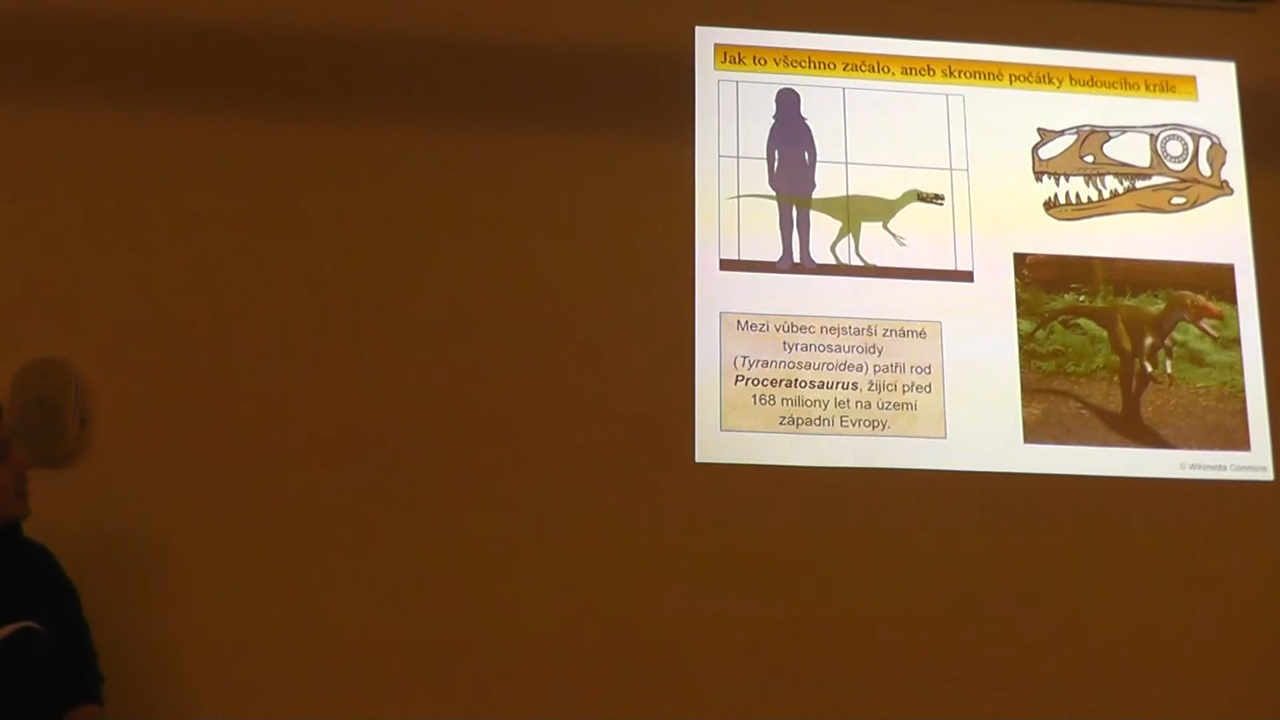 Jak to všechno začalo, aneb skromné počátky budoucího krále...
Mezi vůbec nejstarší známé
tyranosauroidy
(Tyrannosauroidea) patřil rod
Proceratosaurus, žijící před
168 miliony let na území
západní Evropy.
© Wikimedia Commons